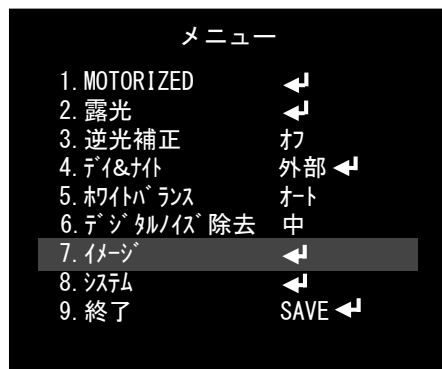 メニュー
1. MOTORIZED ↲
2. 露光 ↲
3. 逆光補正 ｵﾌ
4. ﾃﾞｲ&ﾅｲﾄ 外部 ↲
5. ﾎﾜｲﾄﾊﾞﾗﾝｽ ｵｰﾄ
6. ﾃﾞｼﾞﾀﾙﾉｲｽﾞ除去 中
7. ｲﾒｰｼﾞ ↲
8. ｼｽﾃﾑ ↲
9. 終了 SAVE ↲